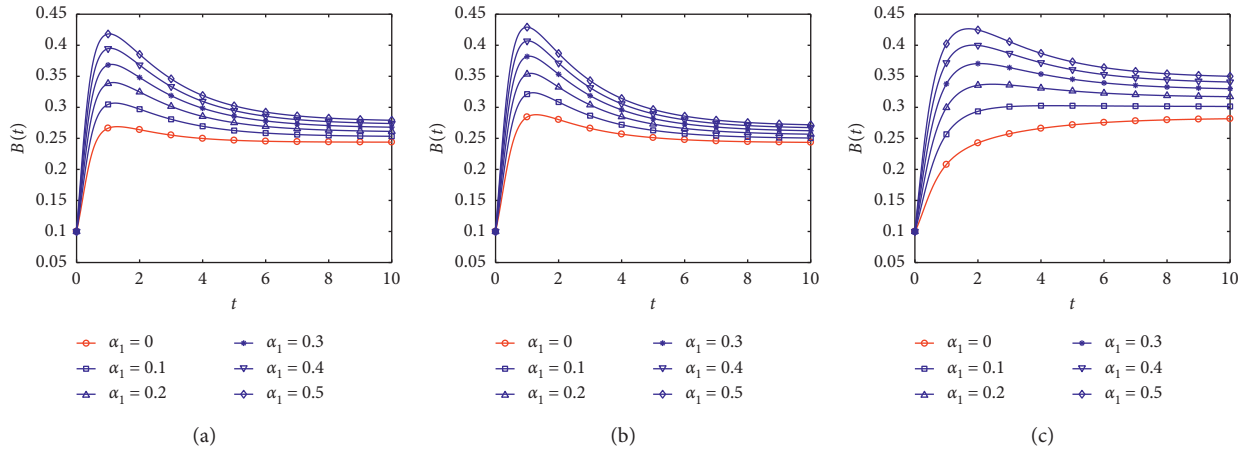 0.45
0.4
0.35
0.3
0.25
0.2
0.15
0.1
0.05
B(t)
0 2 4 6 8 10
t
α1 = 0
α1 = 0.1
α1 = 0.2
α1 = 0.3
α1 = 0.4
α1 = 0.5
(a)
0.45
0.4
0.35
0.3
0.25
0.2
0.15
0.1
0.05
B(t)
0 2 4 6 8 10
t
α1 = 0
α1 = 0.1
α1 = 0.2
α1 = 0.3
α1 = 0.4
α1 = 0.5
(b)
0.45
0.4
0.35
0.3
0.25
0.2
0.15
0.1
0.05
B(t)
0 2 4 6 8 10
t
α1 = 0
α1 = 0.1
α1 = 0.2
α1 = 0.3
α1 = 0.4
α1 = 0.5
(c)